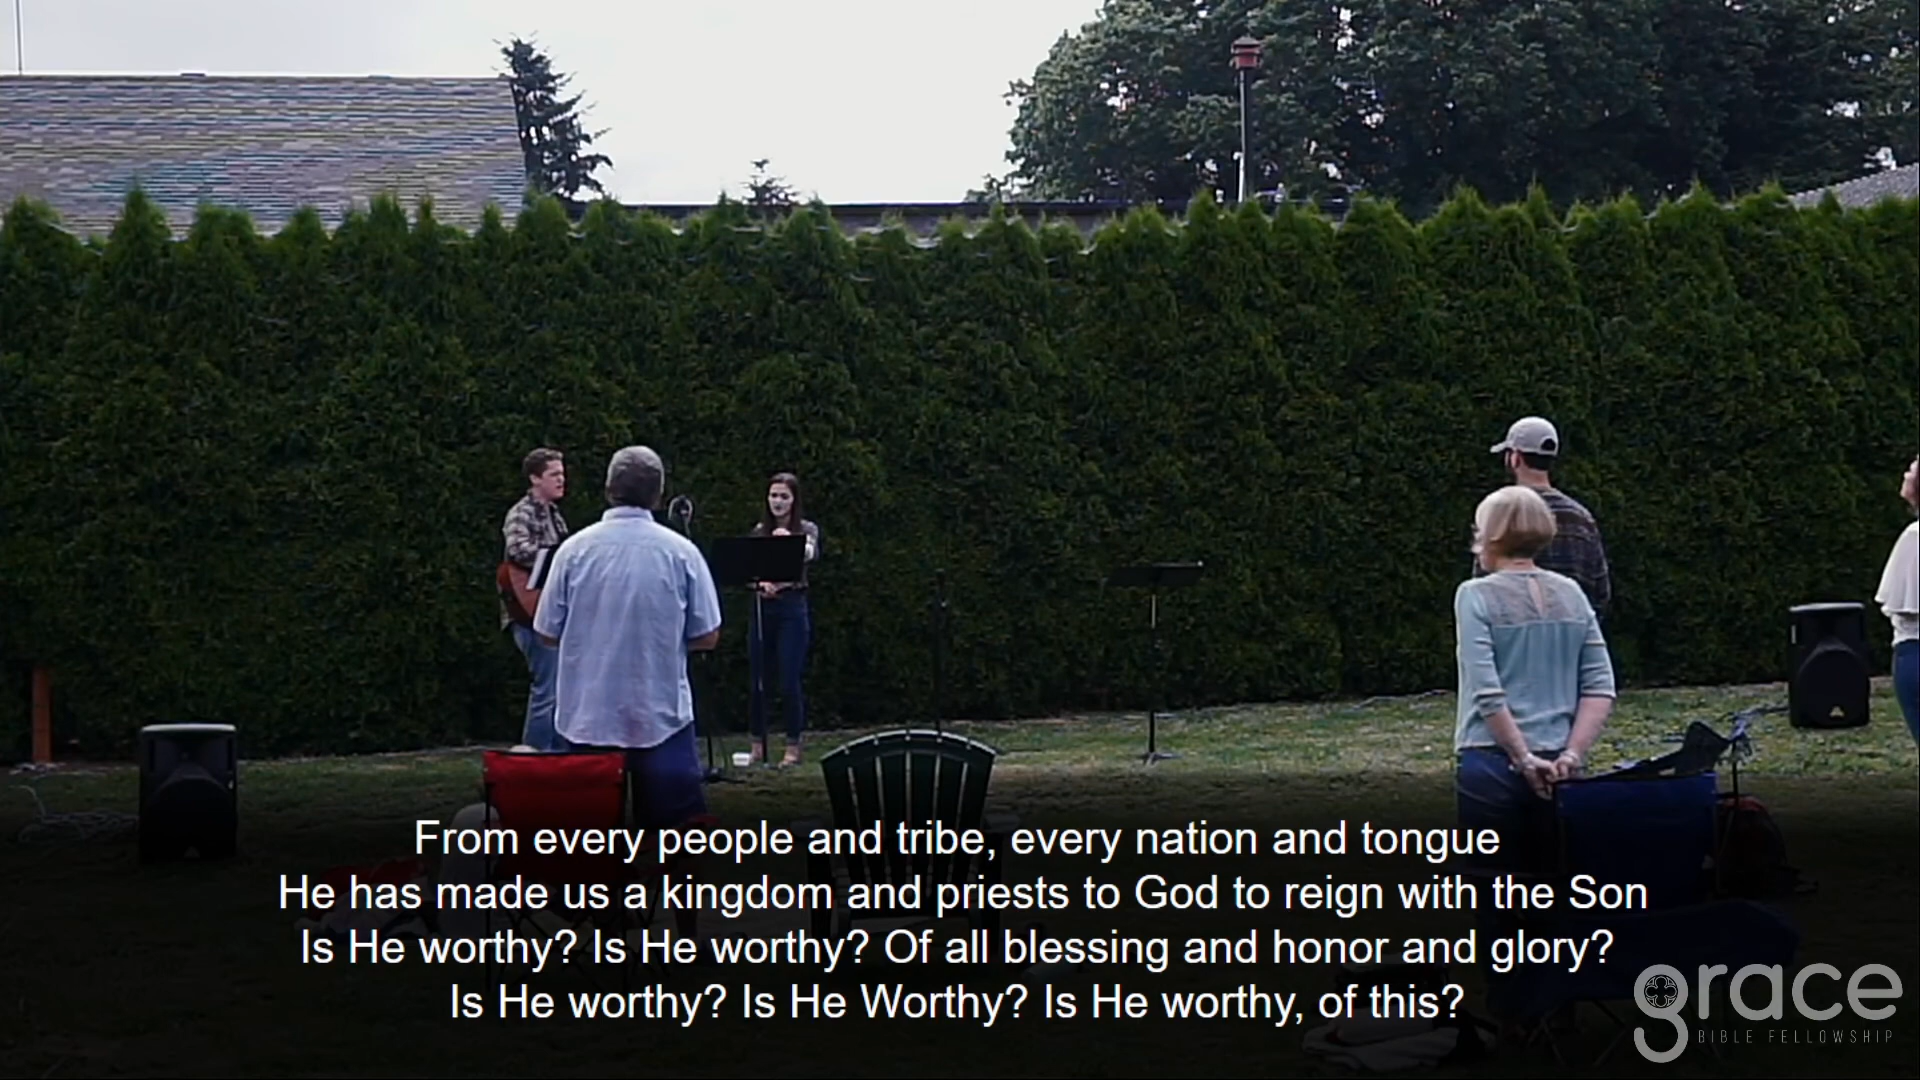 From every people and tribe, every nation and tongue
He has made us a kingdom and priests to God to reign with the Son
Is He worthy? Is He worthy? Of all blessing and honor and glory?
Is He worthy? Is He Worthy? Is He worthy, of this?
grace
BIBLE FELLOWSHIP